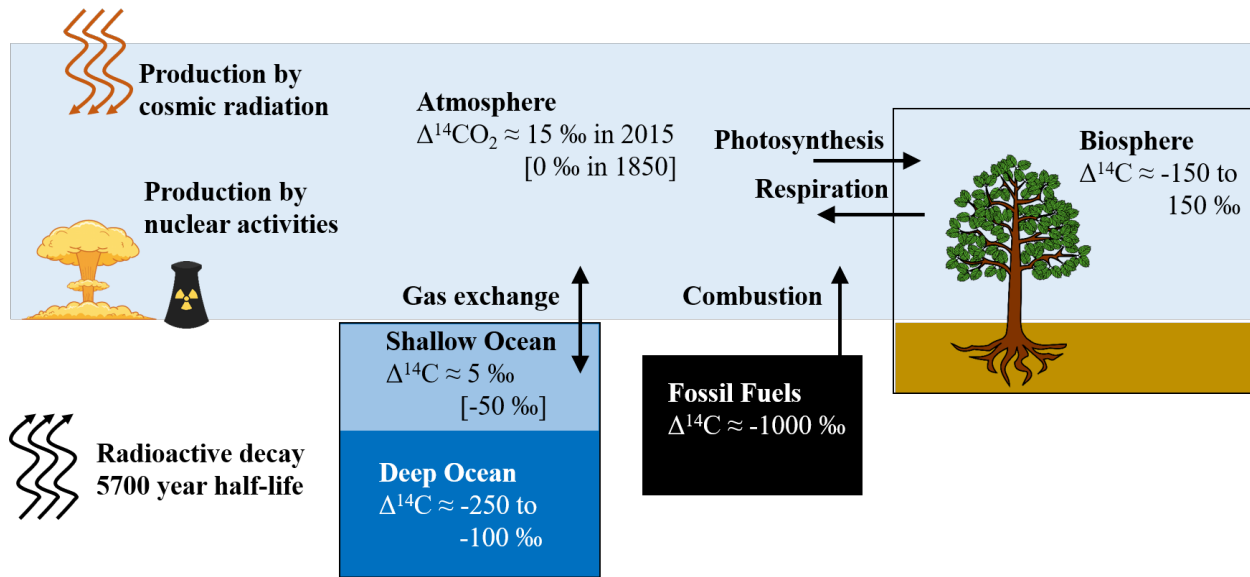 Production by
cosmic radiation
Atmosphere
Δ¹⁴CO₂ ≈ 15 ‰ in 2015
[0 ‰ in 1850]
Photosynthesis
Respiration
Biosphere
Δ¹⁴C ≈ -150 to
150 ‰
Production by
nuclear activities
Gas exchange
Combustion
Shallow Ocean
Δ¹⁴C ≈ 5 ‰
[-50 ‰]
Fossil Fuels
Δ¹⁴C ≈ -1000 ‰
Radioactive decay
5700 year half-life
Deep Ocean
Δ¹⁴C ≈ -250 to
-100 ‰